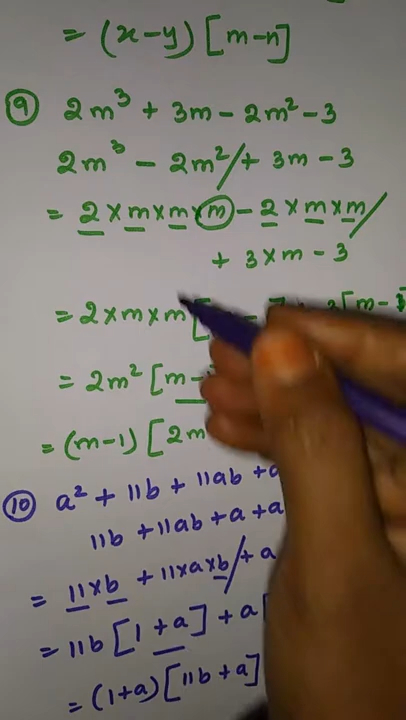 = (x-y) [m-n]
⑨ 2m³ + 3m - 2m² - 3
2m³ - 2m² / + 3m - 3
= 2 × m × m × m - 2 × m × m /
+ 3 × m - 3
= 2 × m × m [ [m - 1]
= 2m² [m -
= (m-1) [2m
⑩ a² + 11b + 11ab + a
11b + 11ab + a + a
= 11 × b + 11 × a × b / + a
= 11b [1 + a] + a [
= (1+a) [11b + a]